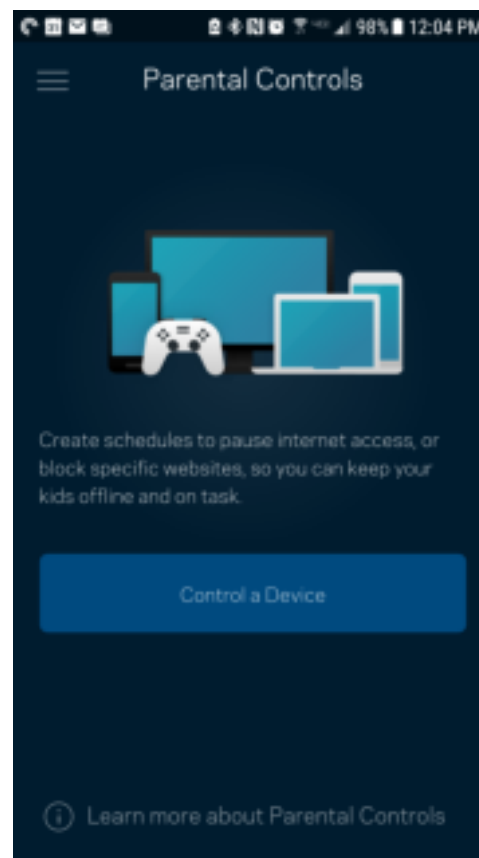 98% 12:04 PM
Parental Controls
Create schedules to pause internet access, or
block specific websites, so you can keep your
kids offline and on task.
Control a Device
Learn more about Parental Controls